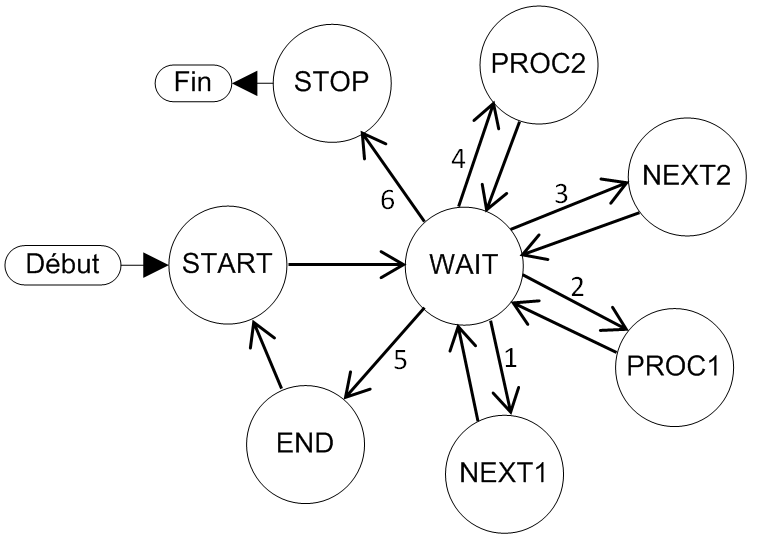 PROC2
Fin
STOP
4
NEXT2
3
6
Début
START
WAIT
2
1
5
PROC1
END
NEXT1